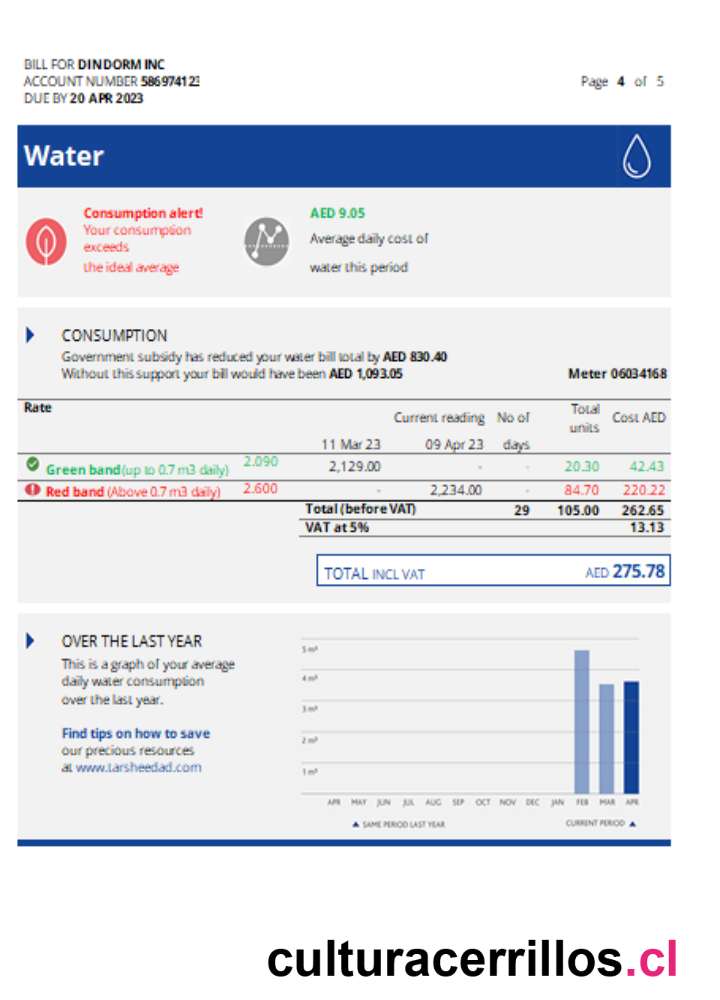 BILL FOR DINDORM INC
ACCOUNT NUMBER 586974123
DUE BY 20 APR 2023
Page 4 of 5
Water
Consumption alert!
Your consumption
exceeds
the ideal average
AED 9.05
Average daily cost of
water this period
CONSUMPTION
Government subsidy has reduced your water bill total by AED 830.40
Without this support your bill would have been AED 1,093.05
Meter 06034168
Rate Current reading No of days Total units Cost AED
11 Mar 23 09 Apr 23
Green band (up to 0.7 m3 daily) 2.090 2,129.00 - - 20.30 42.43
Red band (Above 0.7 m3 daily) 2.600 - 2,234.00 - 84.70 220.22
Total (before VAT) 29 105.00 262.65
VAT at 5% 13.13
TOTAL INCL VAT AED 275.78
OVER THE LAST YEAR
This is a graph of your average
daily water consumption
over the last year.
Find tips on how to save
our precious resources
at www.tarsheedad.com
5 m³
4 m³
3 m³
2 m³
1 m³
APR MAY JUN JUL AUG SEP OCT NOV DEC JAN FEB MAR APR
SAME PERIOD LAST YEAR CURRENT PERIOD
culturacerrillos.cl